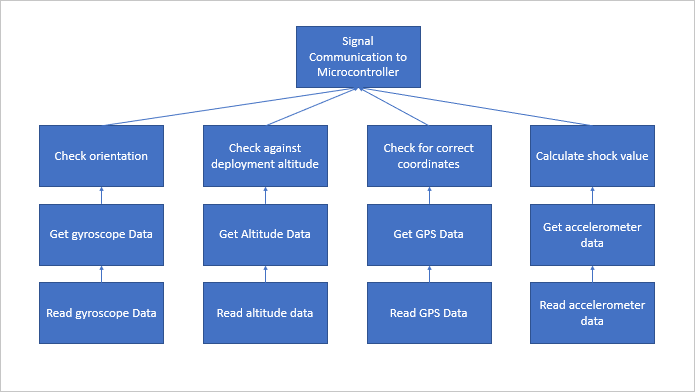 Signal
Communication to
Microcontroller
Check orientation
Check against
deployment altitude
Check for correct
coordinates
Calculate shock value
Get gyroscope Data
Get Altitude Data
Get GPS Data
Get accelerometer
data
Read gyroscope Data
Read altitude data
Read GPS Data
Read accelerometer
data